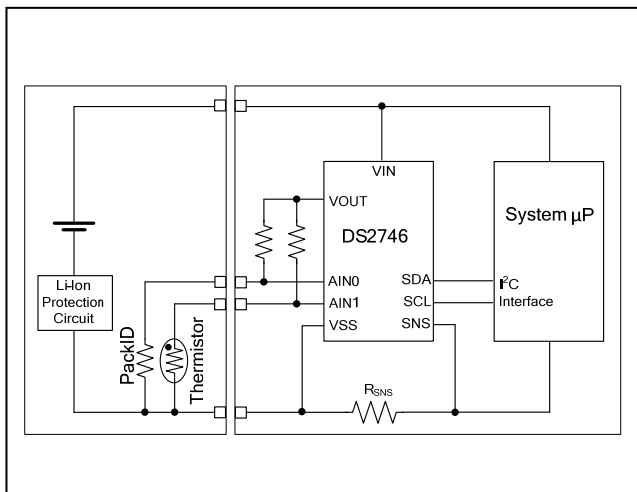 VIN
VOUT
DS2746
System µP
AIN0
AIN1
VSS
SDA
SCL
SNS
I²C
Interface
Li-Ion
Protection
Circuit
PackID
Thermistor
RSNS